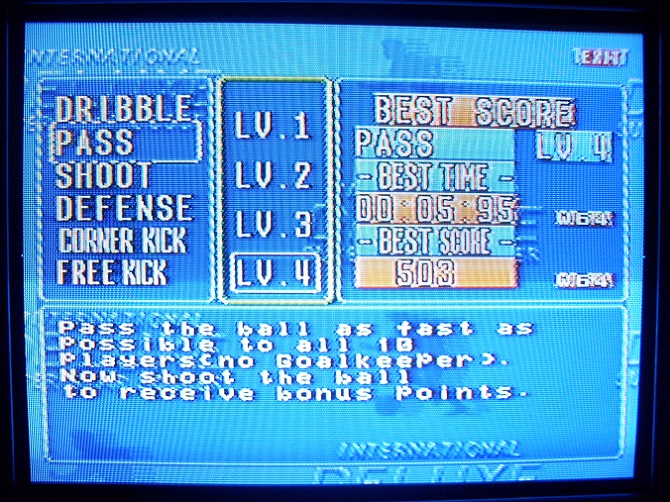 INTERNATIONAL
EXIT
DRIBBLE
PASS
SHOOT
DEFENSE
CORNER KICK
FREE KICK
LV.1
LV.2
LV.3
LV.4
BEST SCORE
PASS LV.4
- BEST TIME -
00:05:95
- BEST SCORE -
503
Pass the ball as fast as
possible to all 10
Players(no Goalkeeper).
Now shoot the ball
to receive bonus points.
INTERNATIONAL
INTERNATIONAL
DELUXE